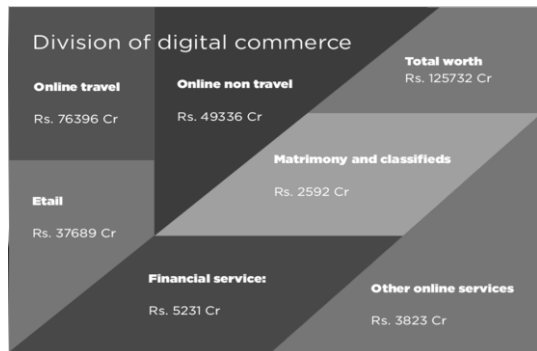 Division of digital commerce
Online travel
Rs. 76396 Cr
Online non travel
Rs. 49336 Cr
Total worth
Rs. 125732 Cr
Matrimony and classifieds
Rs. 2592 Cr
Etail
Rs. 37689 Cr
Financial service:
Rs. 5231 Cr
Other online services
Rs. 3823 Cr